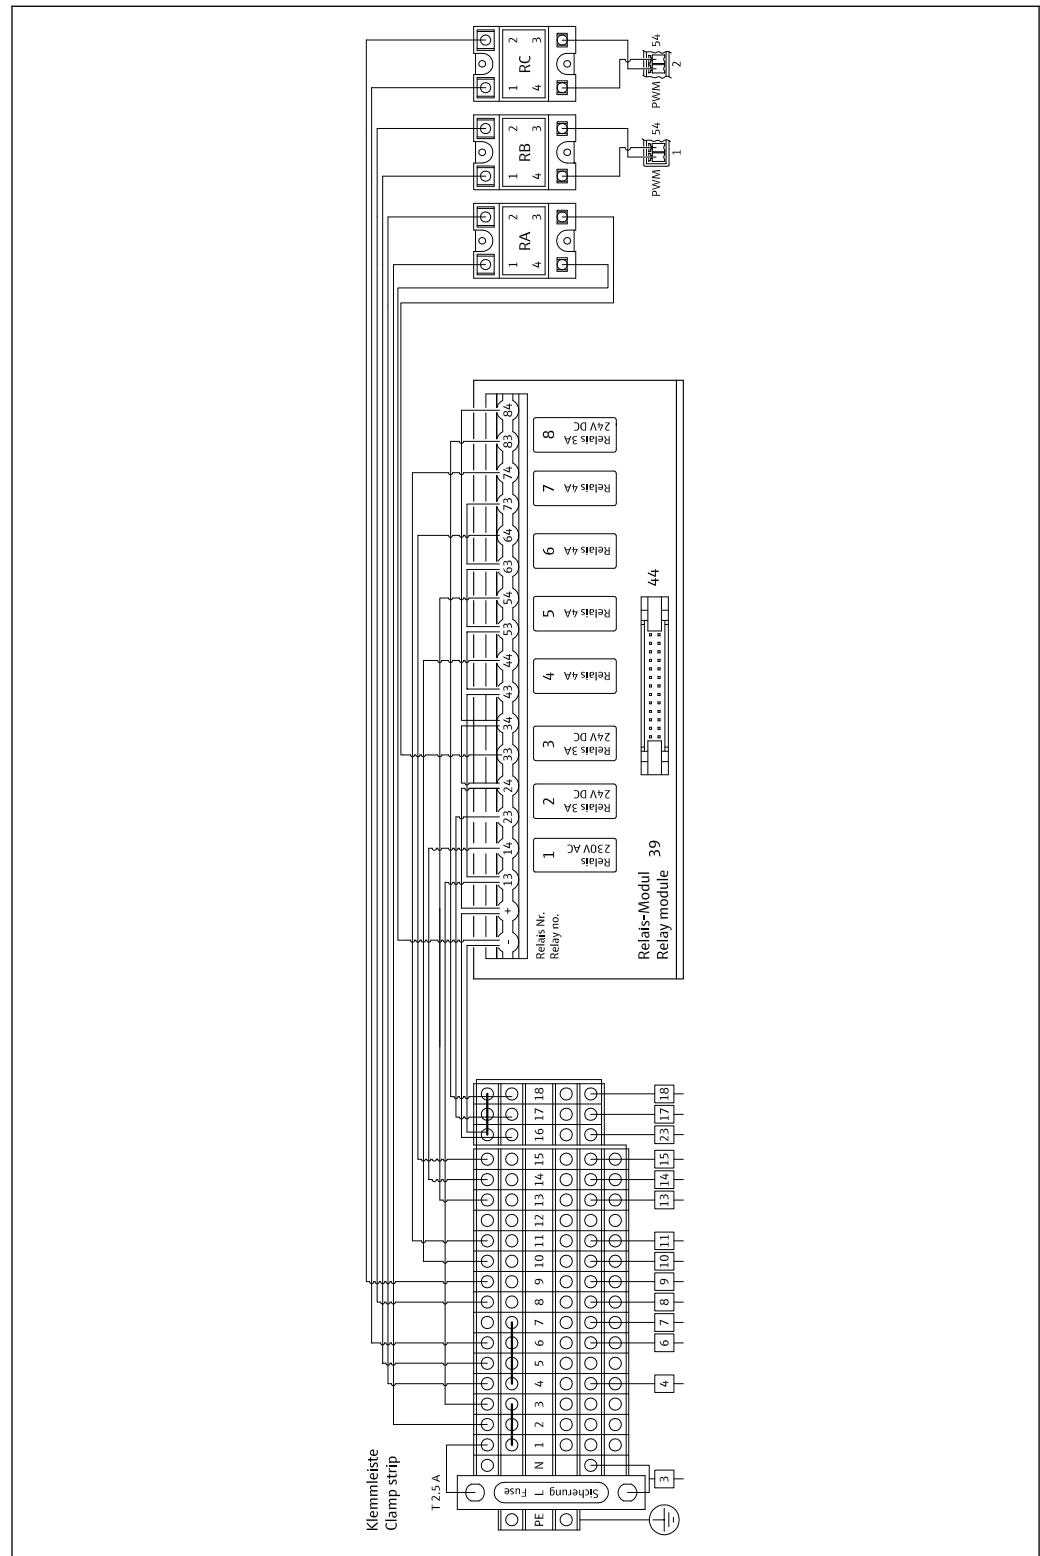 Klemmleiste
Clamp strip
T 2.5 A
PE
Sicherung L Fuse
N
1
2
3
4
5
6
7
8
9
10
11
12
13
14
15
16
17
18
3
4
6
7
8
9
10
11
13
14
15
23
17
18
Relais-Modul 39
Relay module
44
Relais Nr.
Relay no.
-
+
13
14
23
24
33
34
43
44
53
54
63
64
73
74
83
84
1
Relais
230V AC
2
Relais 3A
24V DC
3
Relais 3A
24V DC
4
Relais 4A
5
Relais 4A
6
Relais 4A
7
Relais 4A
8
Relais 3A
24V DC
1
2
RA
4
3
1
2
RB
4
3
PWM
54
1
1
2
RC
4
3
PWM
54
2